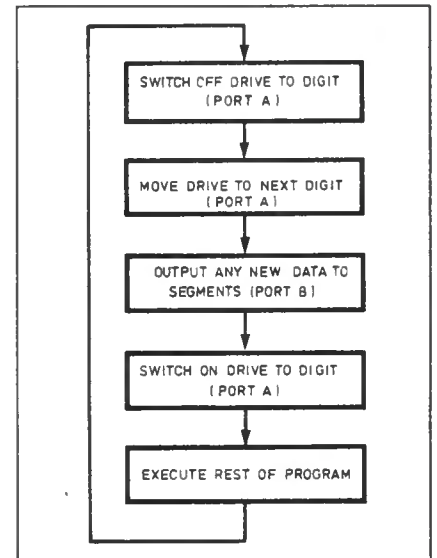 SWITCH OFF DRIVE TO DIGIT
(PORT A)
MOVE DRIVE TO NEXT DIGIT
(PORT A)
OUTPUT ANY NEW DATA TO
SEGMENTS (PORT B)
SWITCH ON DRIVE TO DIGIT
(PORT A)
EXECUTE REST OF PROGRAM